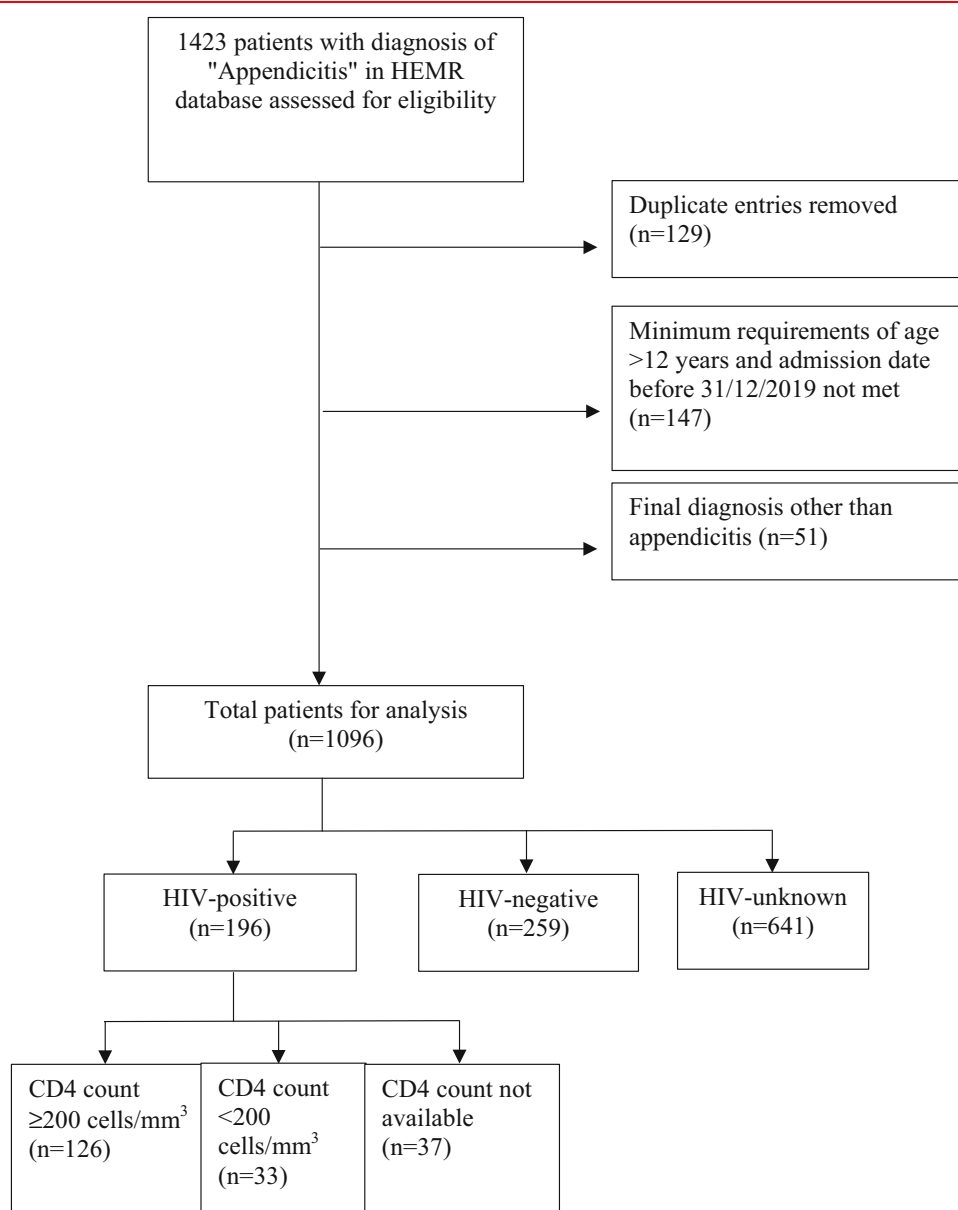 1423 patients with diagnosis of
"Appendicitis" in HEMR
database assessed for eligibility
Duplicate entries removed
(n=129)
Minimum requirements of age
>12 years and admission date
before 31/12/2019 not met
(n=147)
Final diagnosis other than
appendicitis (n=51)
Total patients for analysis
(n=1096)
HIV-positive
(n=196)
HIV-negative
(n=259)
HIV-unknown
(n=641)
CD4 count
≥200 cells/mm³
(n=126)
CD4 count
<200
cells/mm³
(n=33)
CD4 count not
available
(n=37)